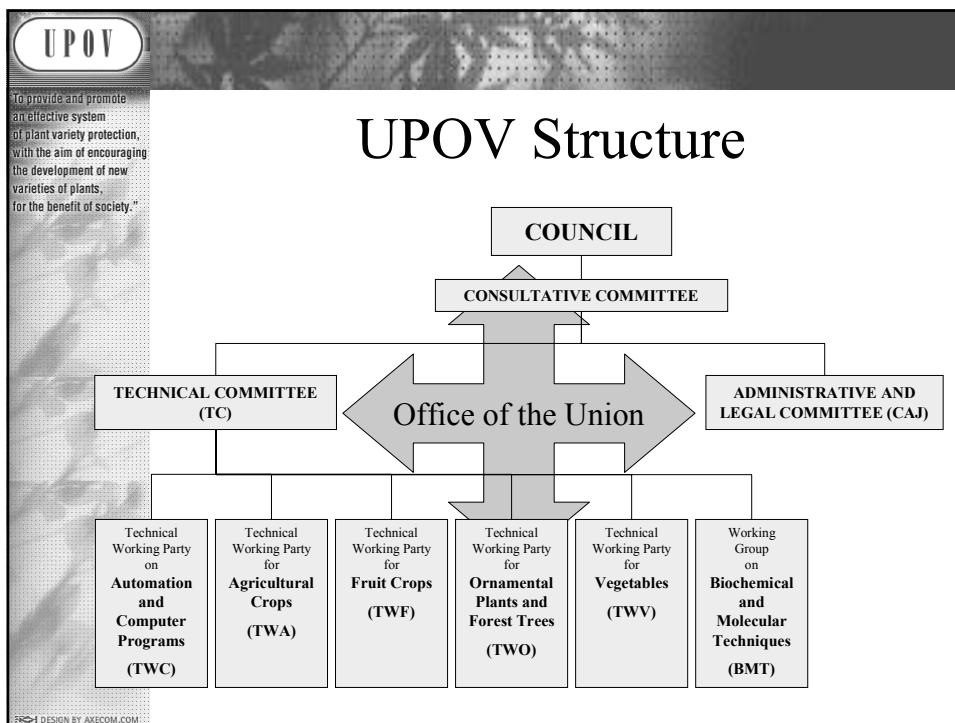 UPOV
"To provide and promote
an effective system
of plant variety protection,
with the aim of encouraging
the development of new
varieties of plants,
for the benefit of society."
UPOV Structure
COUNCIL
CONSULTATIVE COMMITTEE
TECHNICAL COMMITTEE
(TC)
Office of the Union
ADMINISTRATIVE AND
LEGAL COMMITTEE (CAJ)
Technical
Working Party
on
Automation
and
Computer
Programs
(TWC)
Technical
Working Party
for
Agricultural
Crops
(TWA)
Technical
Working Party
for
Fruit Crops
(TWF)
Technical
Working Party
for
Ornamental
Plants and
Forest Trees
(TWO)
Technical
Working Party
for
Vegetables
(TWV)
Working
Group
on
Biochemical
and
Molecular
Techniques
(BMT)
DESIGN BY AXECOM.COM